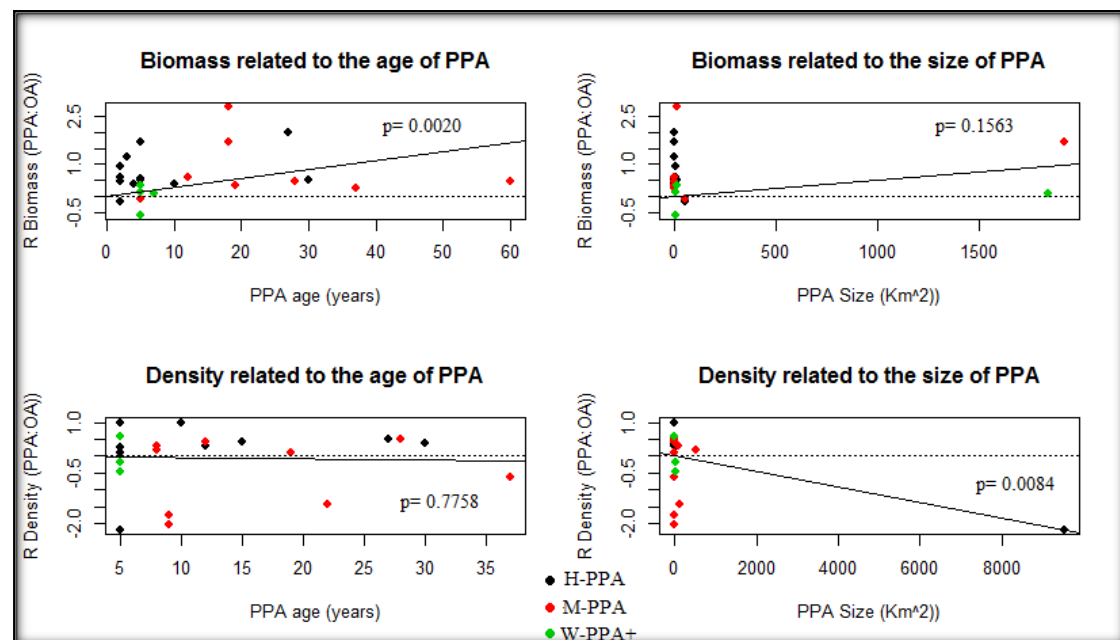 Biomass related to the age of PPA
R Biomass (PPA:OA))
2.5
1.0
-0.5
p= 0.0020
0 10 20 30 40 50 60
PPA age (years)
Biomass related to the size of PPA
R Biomass (PPA:OA))
2.5
1.0
-0.5
p= 0.1563
0 500 1000 1500
PPA Size (Km^2))
Density related to the age of PPA
R Density (PPA:OA))
1.0
-0.5
-2.0
p= 0.7758
5 10 15 20 25 30 35
PPA age (years)
Density related to the size of PPA
R Density (PPA:OA))
1.0
-0.5
-2.0
p= 0.0084
0 2000 4000 6000 8000
PPA Size (Km^2))
H-PPA
M-PPA
W-PPA+